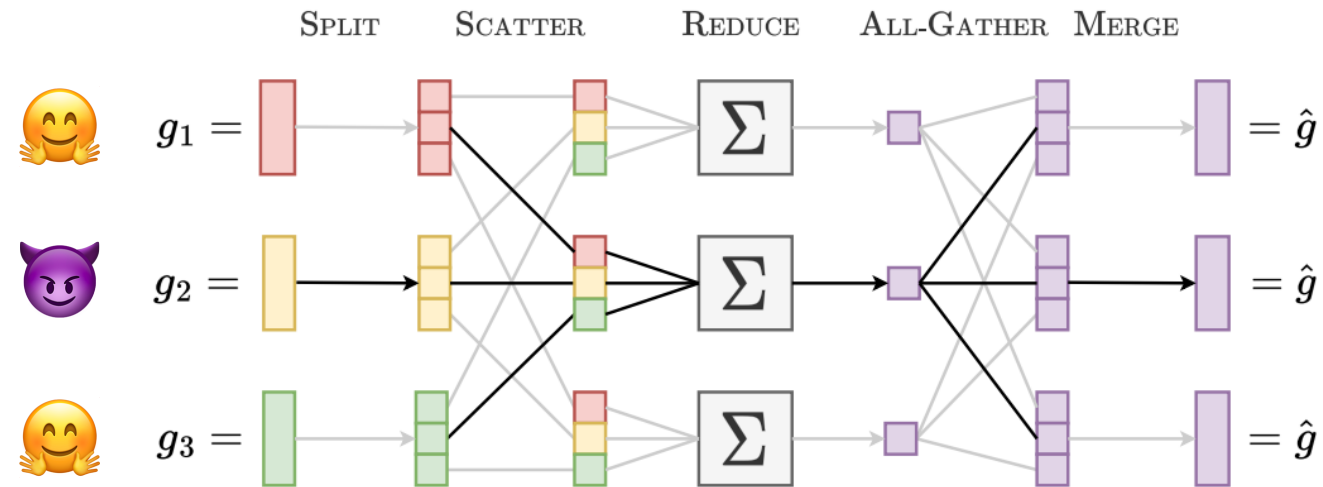 SPLIT SCATTER REDUCE ALL-GATHER MERGE
g₁ = Σ = ĝ
g₂ = Σ = ĝ
g₃ = Σ = ĝ